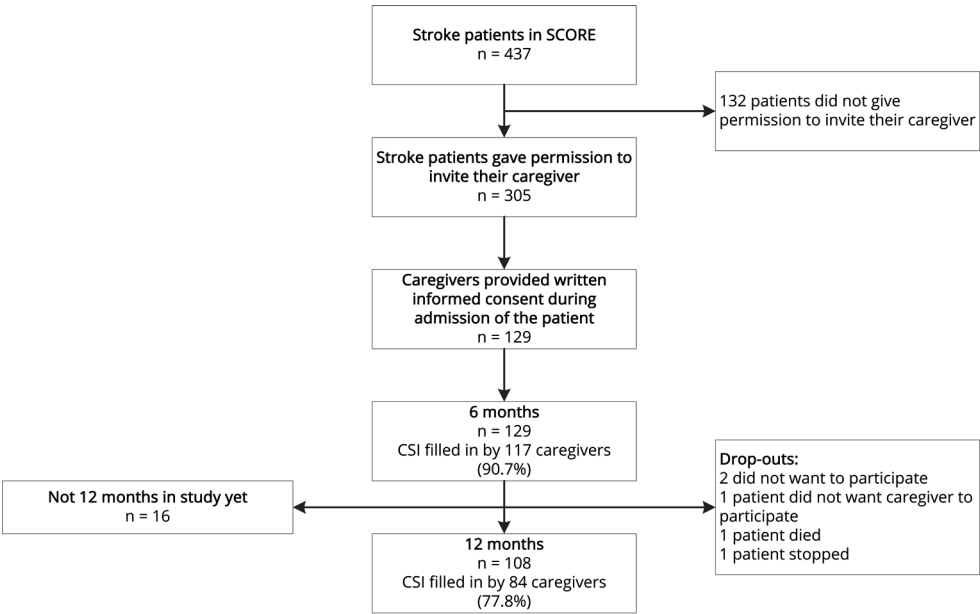 Stroke patients in SCORE
n = 437
132 patients did not give
permission to invite their caregiver
Stroke patients gave permission to
invite their caregiver
n = 305
Caregivers provided written
informed consent during
admission of the patient
n = 129
6 months
n = 129
CSI filled in by 117 caregivers
(90.7%)
Drop-outs:
2 did not want to participate
1 patient did not want caregiver to
participate
1 patient died
1 patient stopped
Not 12 months in study yet
n = 16
12 months
n = 108
CSI filled in by 84 caregivers
(77.8%)